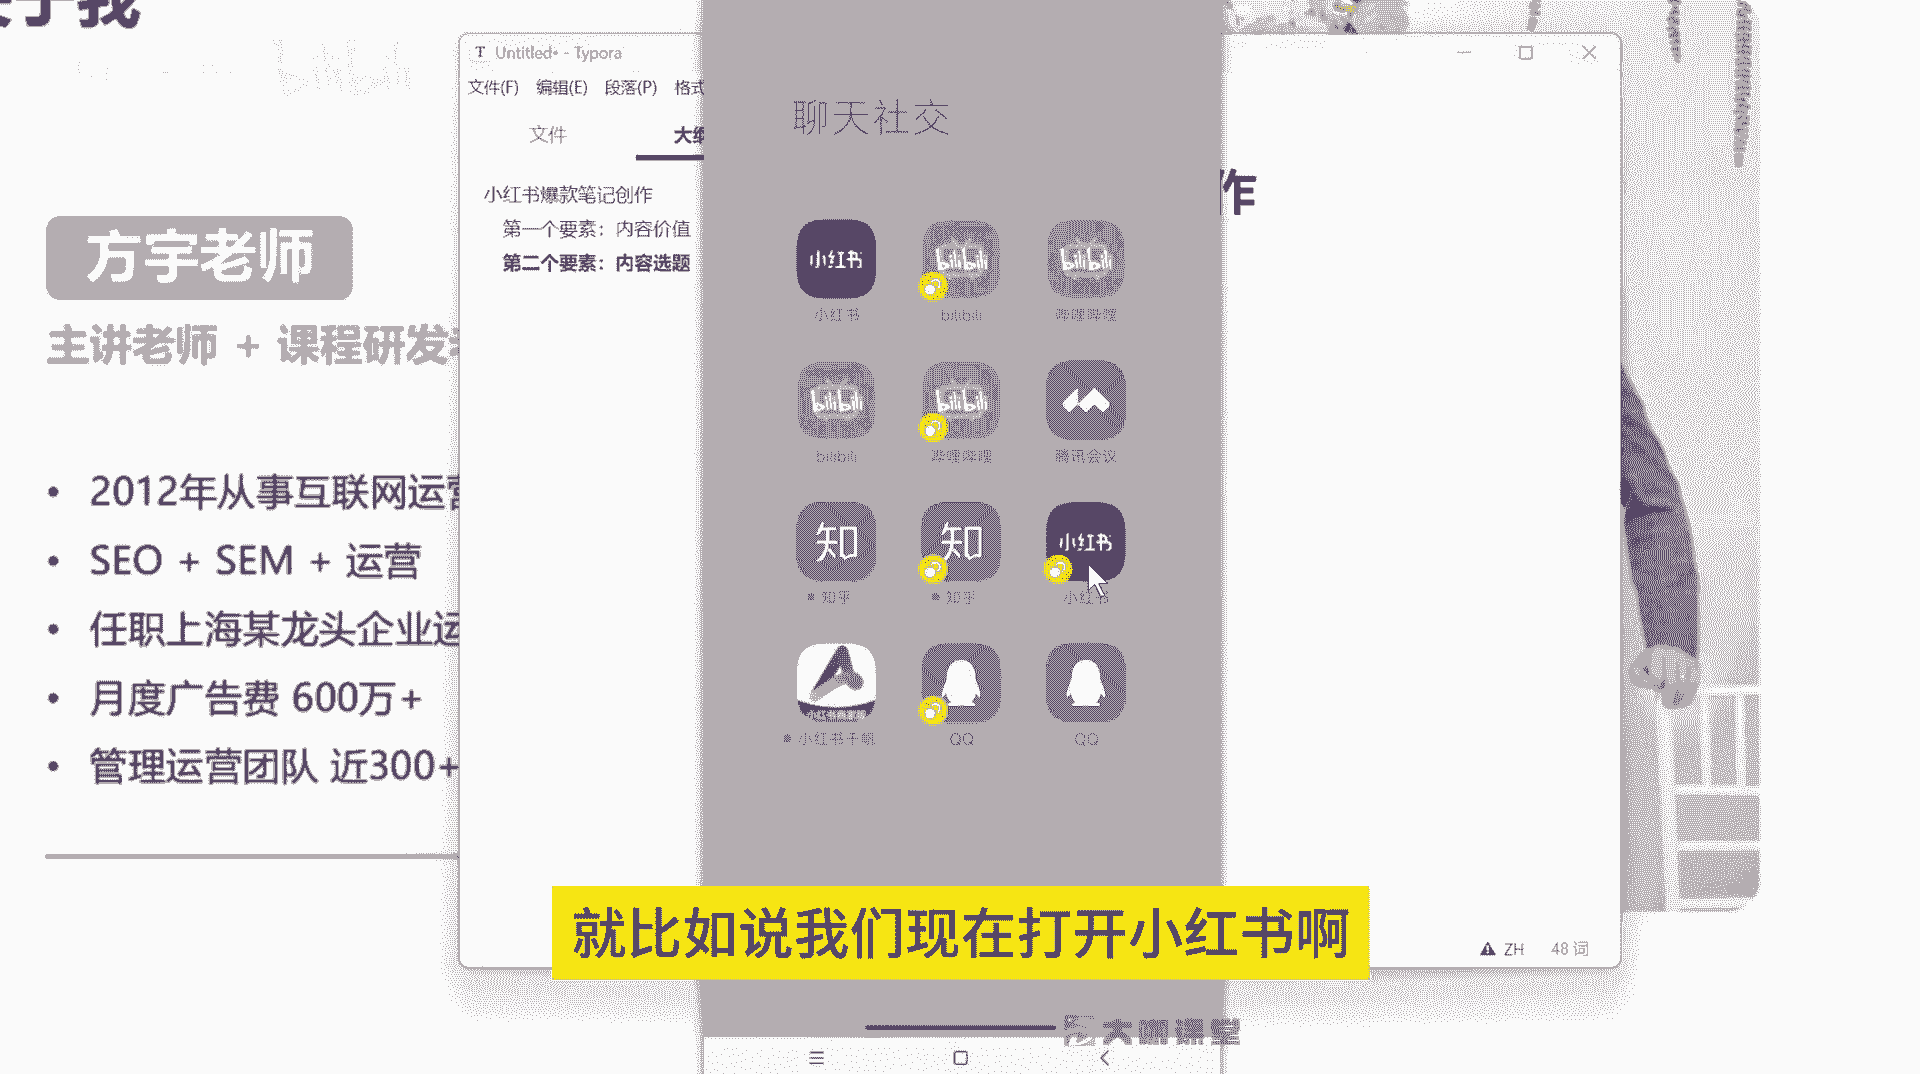 于我
bilibili
方宇老师
主讲老师 + 课程研发
2012年从事互联网运营
SEO + SEM + 运营
任职上海某龙头企业运
月度广告费 600万+
管理运营团队 近300+
Untitled• - Typora
文件(F) 编辑(E) 段落(P) 格式
文件 大纲
小红书爆款笔记创作
第一个要素：内容价值
第二个要素：内容选题
作
聊天社交
小红书 bilibili bilibili
小红书 bilibili 哔哩哔哩
bilibili bilibili
bilibili 哔哩哔哩 腾讯会议
知 知 小红书
知乎 知乎 小红书
小红书千帆 QQ QQ
就比如说我们现在打开小红书啊
ZH 48 词
大咖课堂